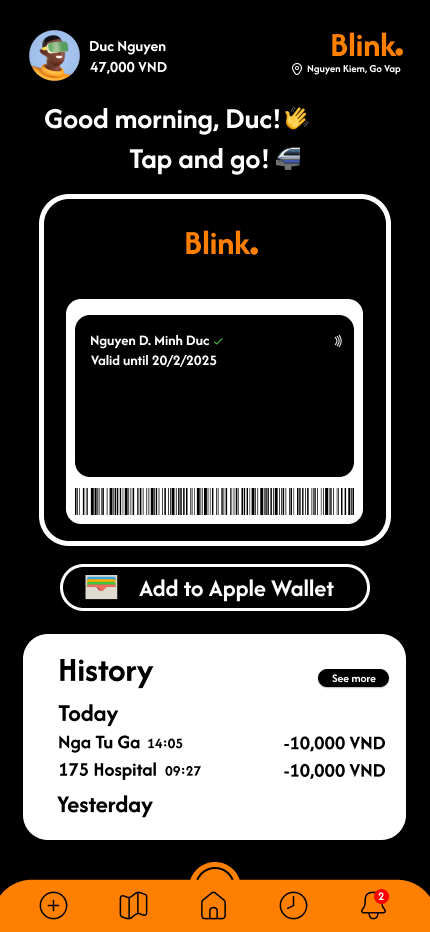 Duc Nguyen
47,000 VND
Blink.
Nguyen Kiem, Go Vap
Good morning, Duc!👋
Tap and go! 🚅
Blink.
Nguyen D. Minh Duc ✓
Valid until 20/2/2025
Add to Apple Wallet
History
See more
Today
Nga Tu Ga 14:05 -10,000 VND
175 Hospital 09:27 -10,000 VND
Yesterday
2